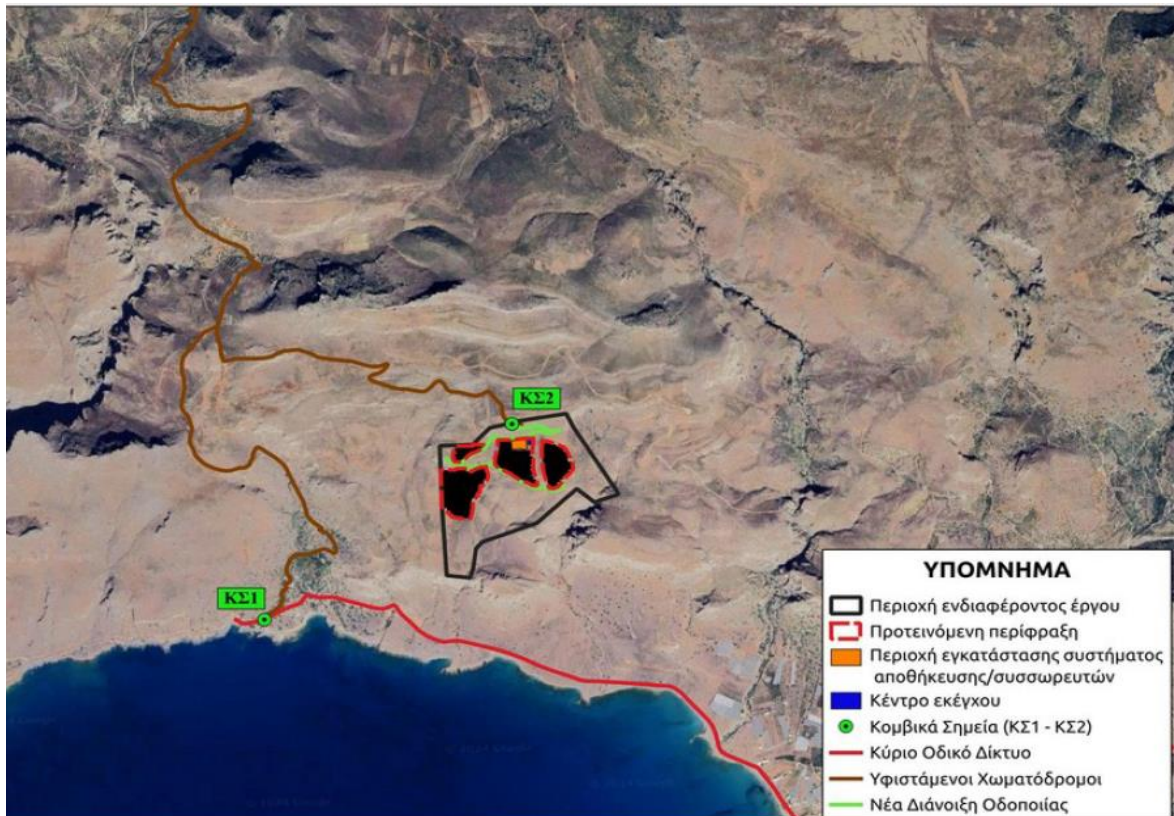 ΚΣ2
ΚΣ1
ΥΠΟΜΝΗΜΑ
Περιοχή ενδιαφέροντος έργου
Προτεινόμενη περίφραξη
Περιοχή εγκατάστασης συστήματος
αποθήκευσης/συσσωρευτών
Κέντρο εκέγχου
Κομβικά Σημεία (ΚΣ1 - ΚΣ2)
Κύριο Οδικό Δίκτυο
Υφιστάμενοι Χωματόδρομοι
Νέα Διάνοιξη Οδοποιίας